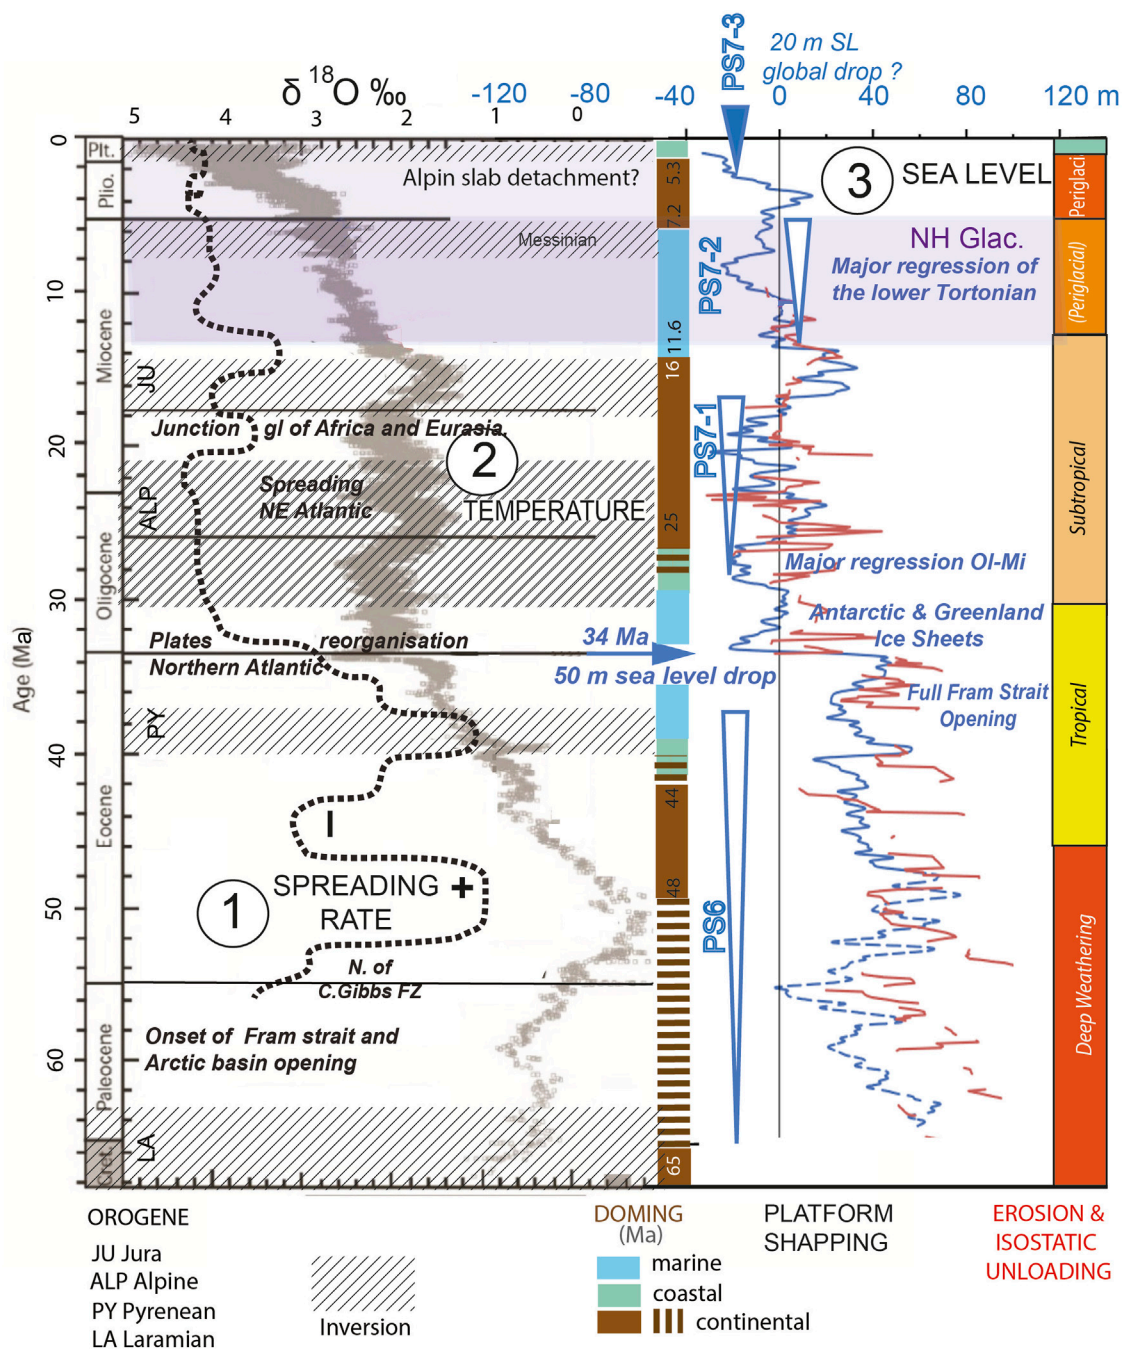 PS7-3
20 m SL
global drop ?
δ 18O ‰
-120 -80 -40 0 40 80 120 m
5 4 3 2 1 0
0
10
20
30
40
50
60
Age (Ma)
Plt.
Plio.
Miocene
Oligocene
Eocene
Paleocene
Cret.
Alpin slab detachment?
Messinian
JU
Junction gl of Africa and Eurasia.
2
TEMPERATURE
ALP
Spreading
NE Atlantic
Plates reorganisation
Northern Atlantic
34 Ma
50 m sea level drop
PY
I
1
SPREADING +
RATE
N. of
C.Gibbs FZ
Onset of Fram strait and
Arctic basin opening
LA
5.3
7.2
11.6
16
25
44
48
65
PS7-2
PS7-1
PS6
3
SEA LEVEL
NH Glac.
Major regression of
the lower Tortonian
Major regression Ol-Mi
Antarctic & Greenland
Ice Sheets
Full Fram Strait
Opening
Periglaci
(Periglacial)
Subtropical
Tropical
Deep Weathering
OROGENE
JU Jura
ALP Alpine
PY Pyrenean
LA Laramian
Inversion
DOMING
(Ma)
marine
coastal
continental
PLATFORM
SHAPPING
EROSION &
ISOSTATIC
UNLOADING